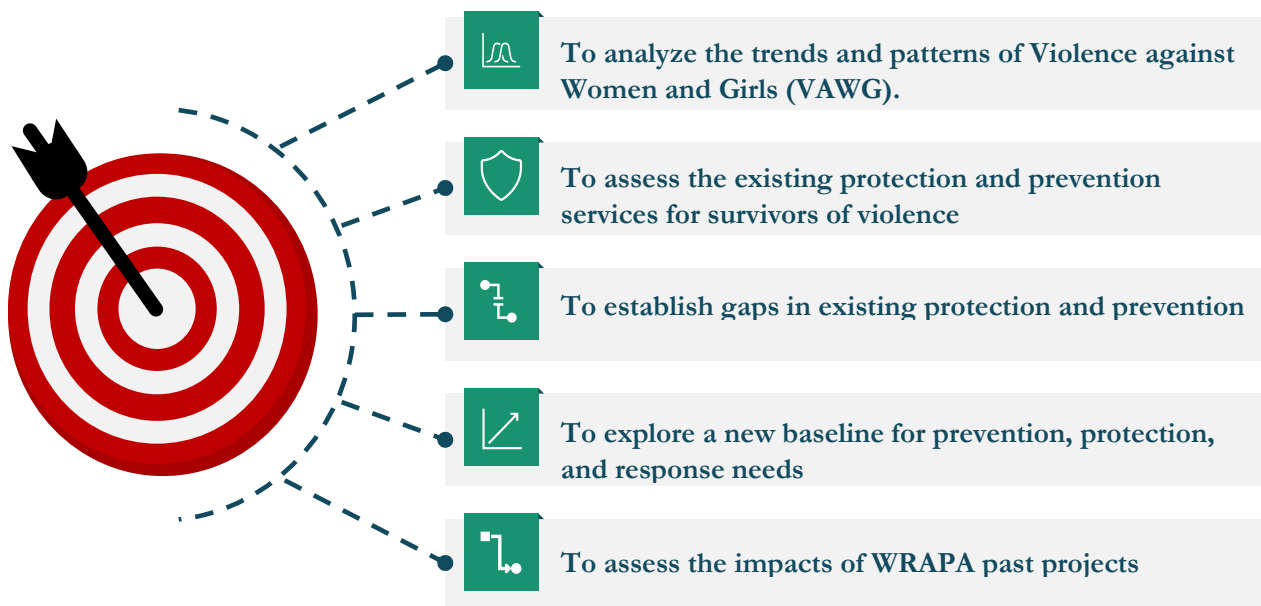 To analyze the trends and patterns of Violence against
Women and Girls (VAWG).
To assess the existing protection and prevention
services for survivors of violence
To establish gaps in existing protection and prevention
To explore a new baseline for prevention, protection,
and response needs
To assess the impacts of WRAPA past projects